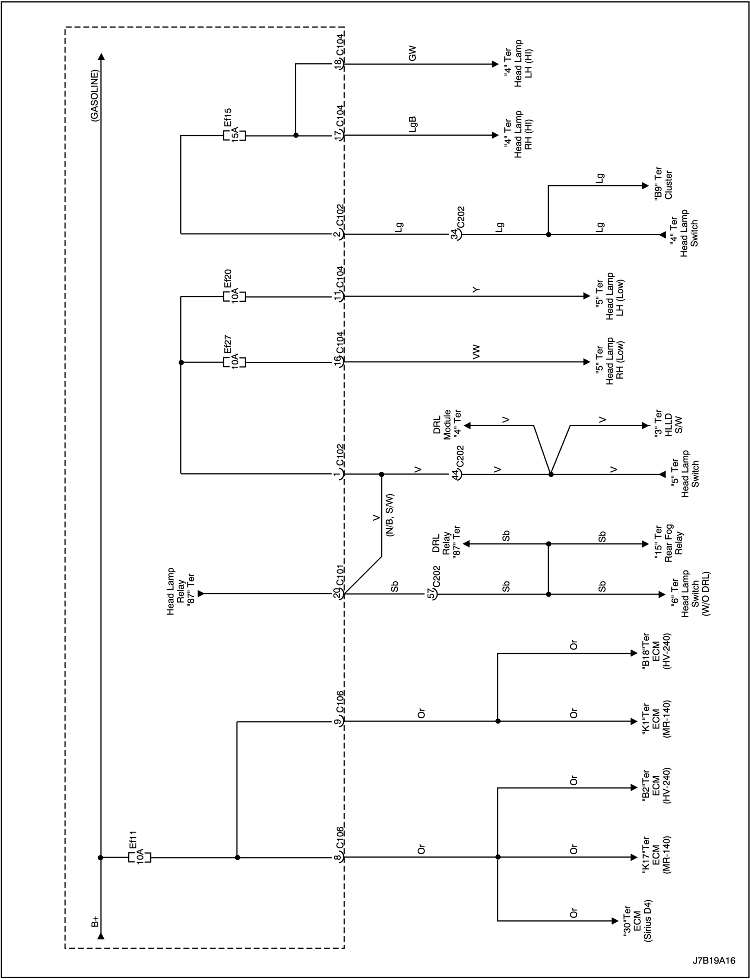 (GASOLINE)
B+
Ef11
10A
8
C106
Or
Or
"30"Ter
ECM
(Sirius D4)
Or
"K17"Ter
ECM
(MR-140)
Or
"B2"Ter
ECM
(HV-240)
9
C106
Or
Or
"K1"Ter
ECM
(MR-140)
Or
"B18"Ter
ECM
(HV-240)
Head Lamp
Relay
"87" Ter
20
C101
Sb
57
C202
Sb
Sb
"6" Ter
Head Lamp
Switch
(W/O DRL)
DRL
Relay
"87" Ter
Sb
Sb
"15" Ter
Rear Fog
Relay
V
(N/B, S/W)
1
C102
V
44
C202
V
V
"5" Ter
Head Lamp
Switch
DRL
Module
"4" Ter
V
V
"3" Ter
HLLD
S/W
Ef27
10A
16
C104
VW
"5" Ter
Head Lamp
RH (Low)
Ef20
10A
11
C104
Y
"5" Ter
Head Lamp
LH (Low)
2
C102
Lg
34
C202
Lg
Lg
"4" Ter
Head Lamp
Switch
Lg
"B9" Ter
Cluster
Ef15
15A
17
C104
LgB
"4" Ter
Head Lamp
RH (HI)
18
C104
GW
"4" Ter
Head Lamp
LH (HI)
J7B19A16